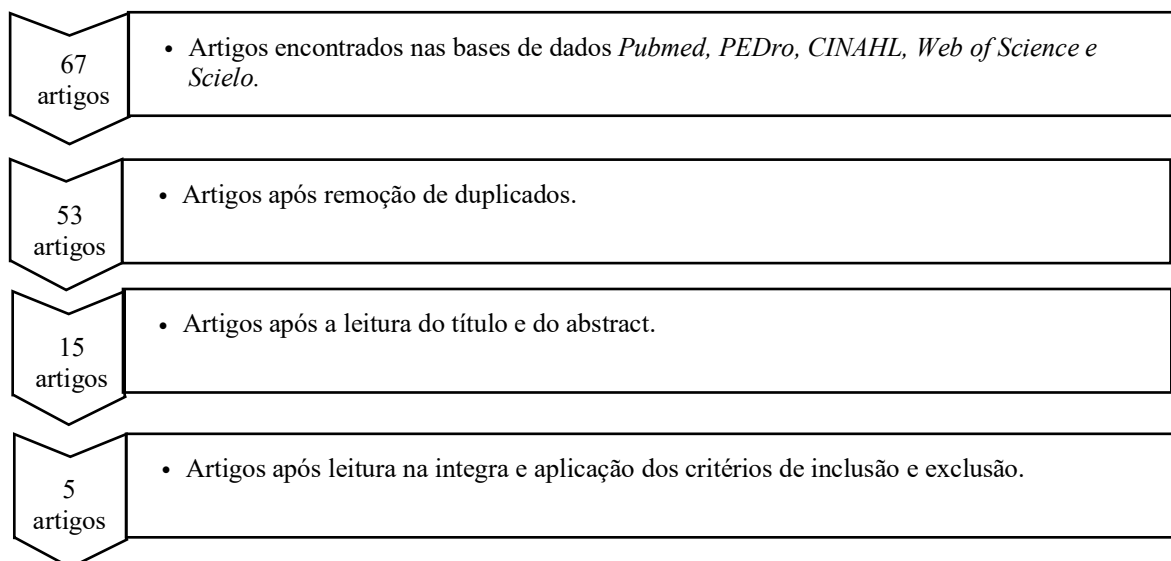 67
artigos
• Artigos encontrados nas bases de dados Pubmed, PEDro, CINAHL, Web of Science e
Scielo.
53
artigos
• Artigos após remoção de duplicados.
15
artigos
• Artigos após a leitura do título e do abstract.
5
artigos
• Artigos após leitura na integra e aplicação dos critérios de inclusão e exclusão.